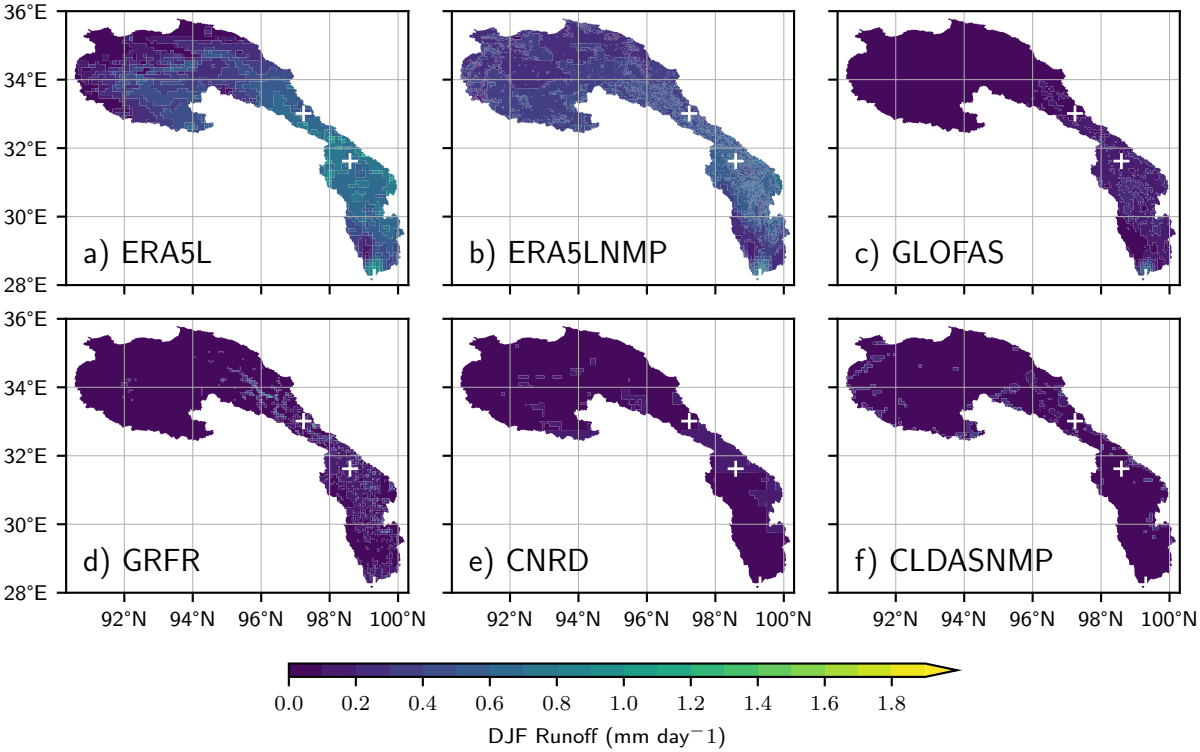 36°E
34°E
32°E
30°E
28°E
a) ERA5L
b) ERA5LNMP
c) GLOFAS
36°E
34°E
32°E
30°E
28°E
d) GRFR
e) CNRD
f) CLDASNMP
92°N 94°N 96°N 98°N 100°N
92°N 94°N 96°N 98°N 100°N
92°N 94°N 96°N 98°N 100°N
0.0 0.2 0.4 0.6 0.8 1.0 1.2 1.4 1.6 1.8
DJF Runoff (mm day⁻1)